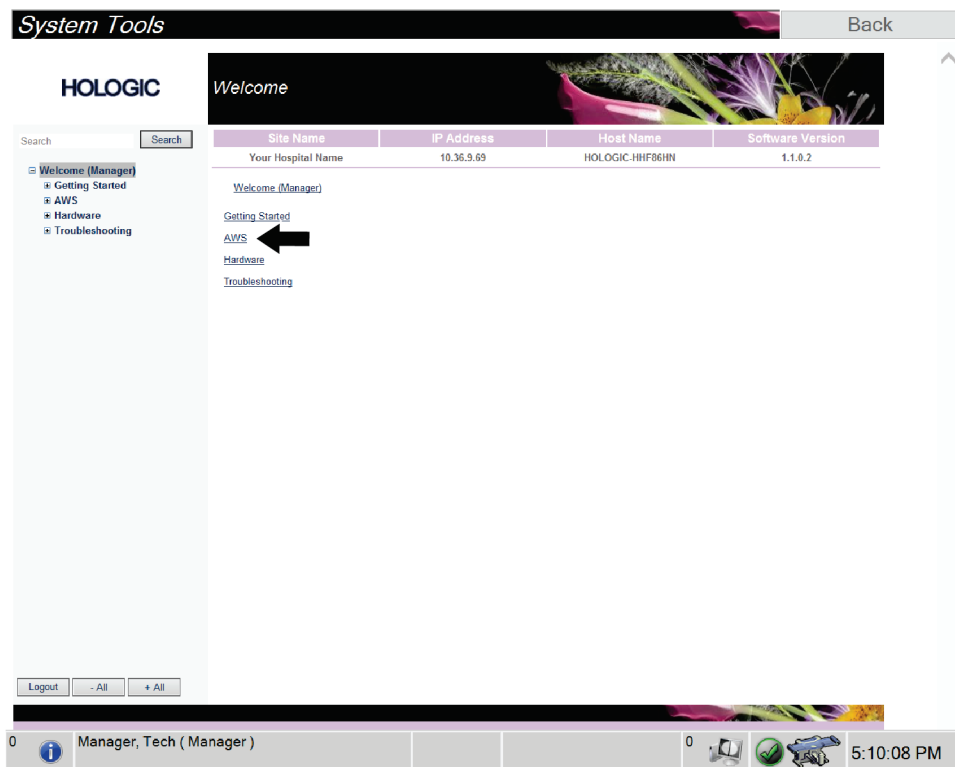 System Tools Back
HOLOGIC
Welcome
Search Search
Site Name IP Address Host Name Software Version
Your Hospital Name 10.36.9.69 HOLOGIC-HHF86HN 1.1.0.2
Welcome (Manager)
Getting Started
AWS
Hardware
Troubleshooting
Welcome (Manager)
Getting Started
AWS
Hardware
Troubleshooting
Logout - All + All
0 i Manager, Tech ( Manager ) 0 5:10:08 PM